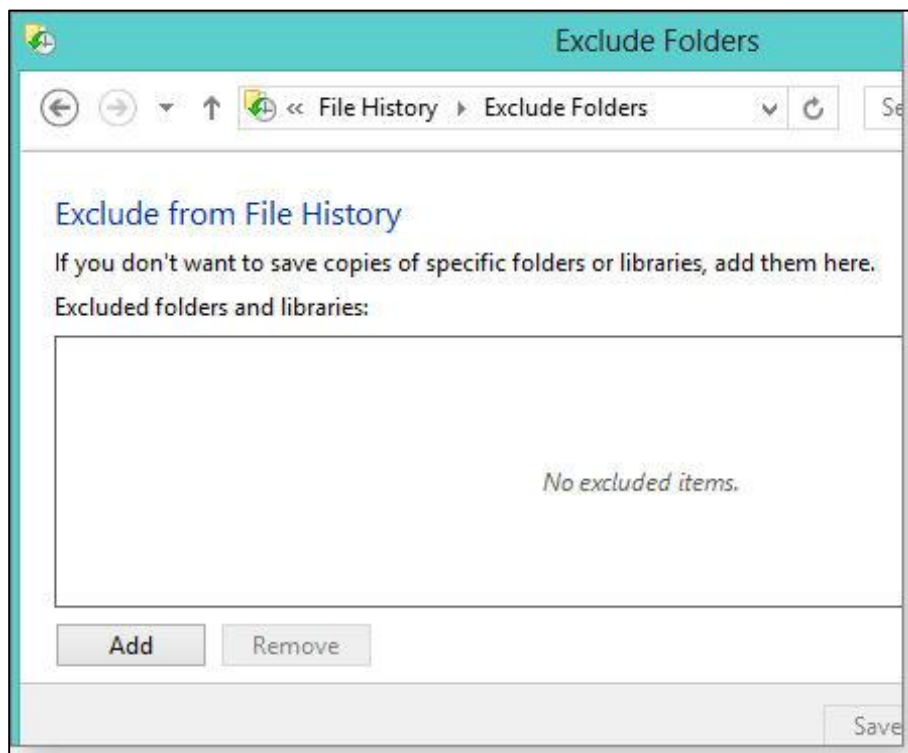 Exclude Folders
« File History ▸ Exclude Folders
Exclude from File History
If you don't want to save copies of specific folders or libraries, add them here.
Excluded folders and libraries:
No excluded items.
Add Remove
Save